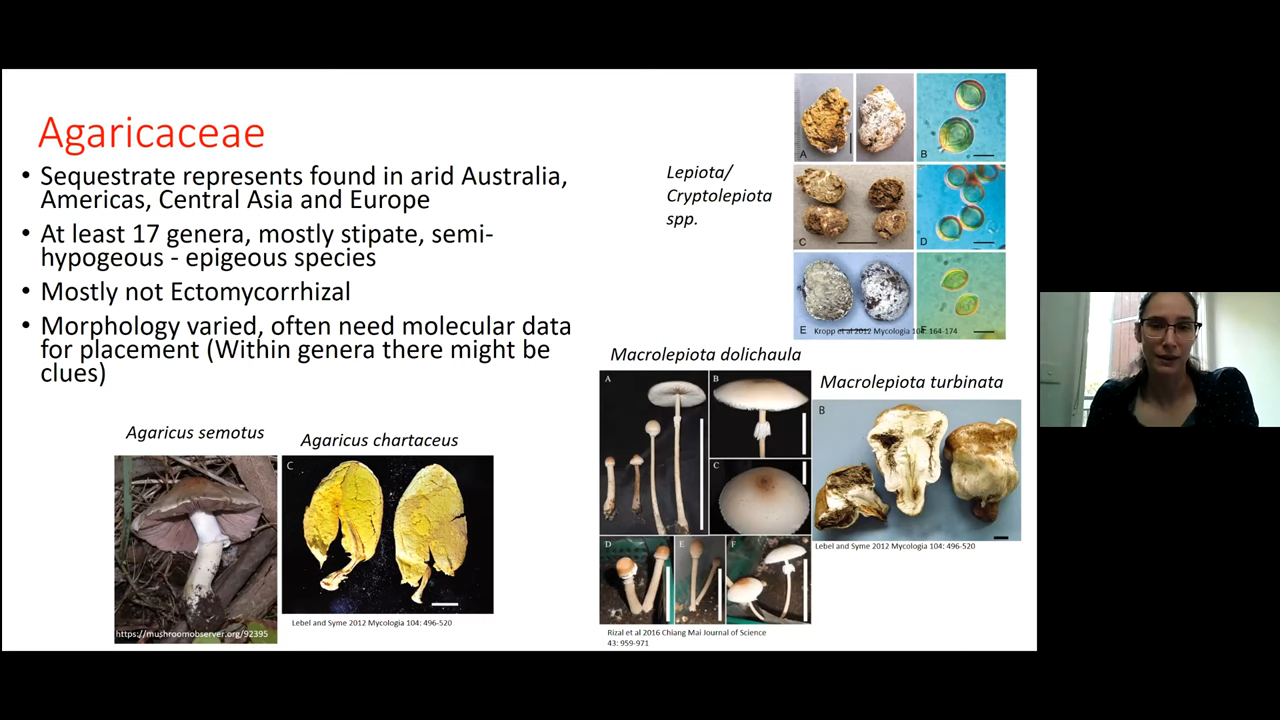 Agaricaceae
• Sequestrate represents found in arid Australia,
Americas, Central Asia and Europe
• At least 17 genera, mostly stipate, semi-
hypogeous - epigeous species
• Mostly not Ectomycorrhizal
• Morphology varied, often need molecular data
for placement (Within genera there might be
clues)
Agaricus semotus
https://mushroomobserver.org/92395
Agaricus chartaceus
C
Lebel and Syme 2012 Mycologia 104: 496-520
Lepiota/
Cryptolepiota
spp.
A
B
C
D
E
F
Kropp et al 2012 Mycologia 104: 164-174
Macrolepiota dolichaula
A
B
C
D
E
F
Rizal et al 2016 Chiang Mai Journal of Science
43: 959-971
Macrolepiota turbinata
B
Lebel and Syme 2012 Mycologia 104: 496-520